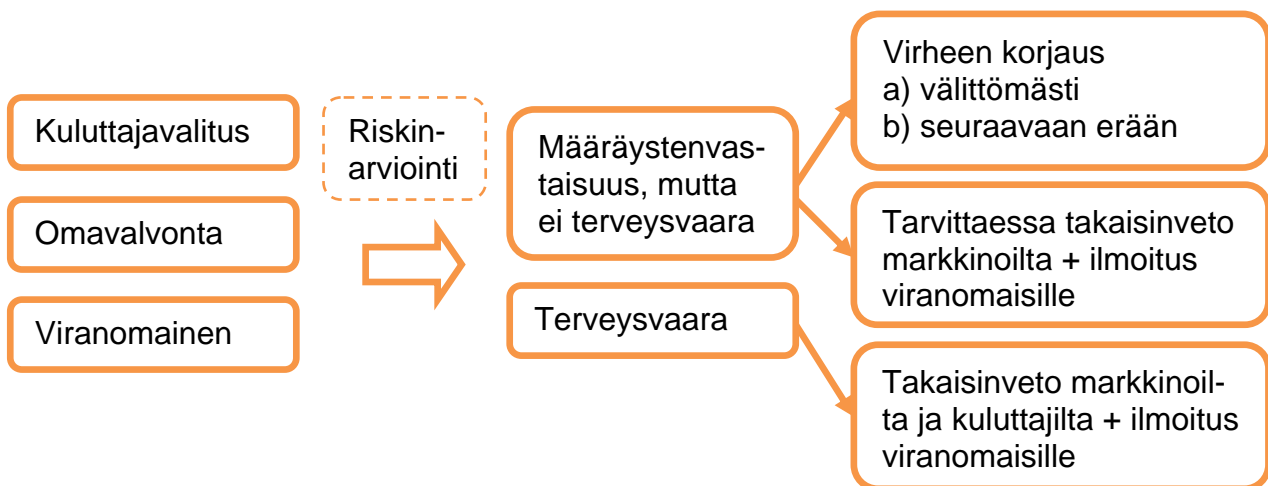 Kuluttajavalitus
Omavalvonta
Viranomainen
Riskin-
arviointi
Määräystenvas-
taisuus, mutta
ei terveysvaara
Terveysvaara
Virheen korjaus
a) välittömästi
b) seuraavaan erään
Tarvittaessa takaisinveto
markkinoilta + ilmoitus
viranomaisille
Takaisinveto markkinoil-
ta ja kuluttajilta + ilmoitus
viranomaisille